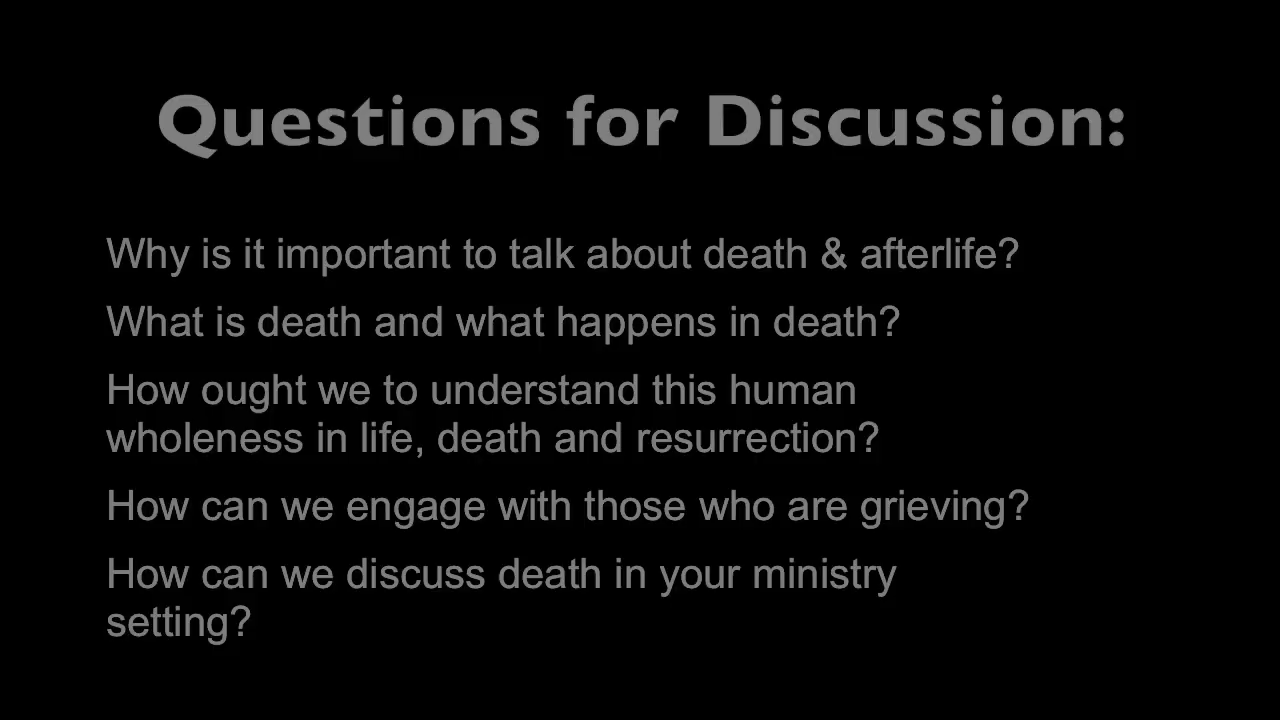 Questions for Discussion:
Why is it important to talk about death & afterlife?
What is death and what happens in death?
How ought we to understand this human
wholeness in life, death and resurrection?
How can we engage with those who are grieving?
How can we discuss death in your ministry
setting?